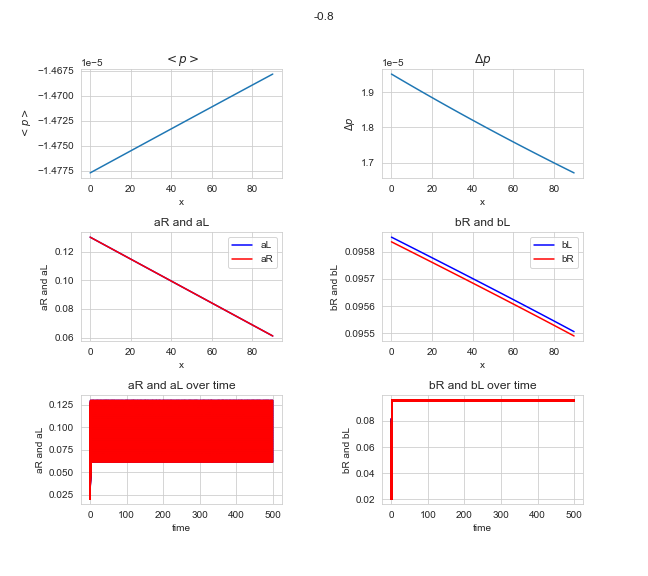 -0.8
<p>
1e−5
−1.4675
−1.4700
−1.4725
−1.4750
−1.4775
<p>
0 20 40 60 80
x
Δp
1e−5
1.9
1.8
1.7
Δp
0 20 40 60 80
x
aR and aL
0.12
0.10
0.08
0.06
aR and aL
aL
aR
0 20 40 60 80
x
bR and bL
0.0958
0.0957
0.0956
0.0955
bR and bL
bL
bR
0 20 40 60 80
x
aR and aL over time
0.125
0.100
0.075
0.050
0.025
aR and aL
0 100 200 300 400 500
time
bR and bL over time
0.08
0.06
0.04
0.02
bR and bL
0 100 200 300 400 500
time